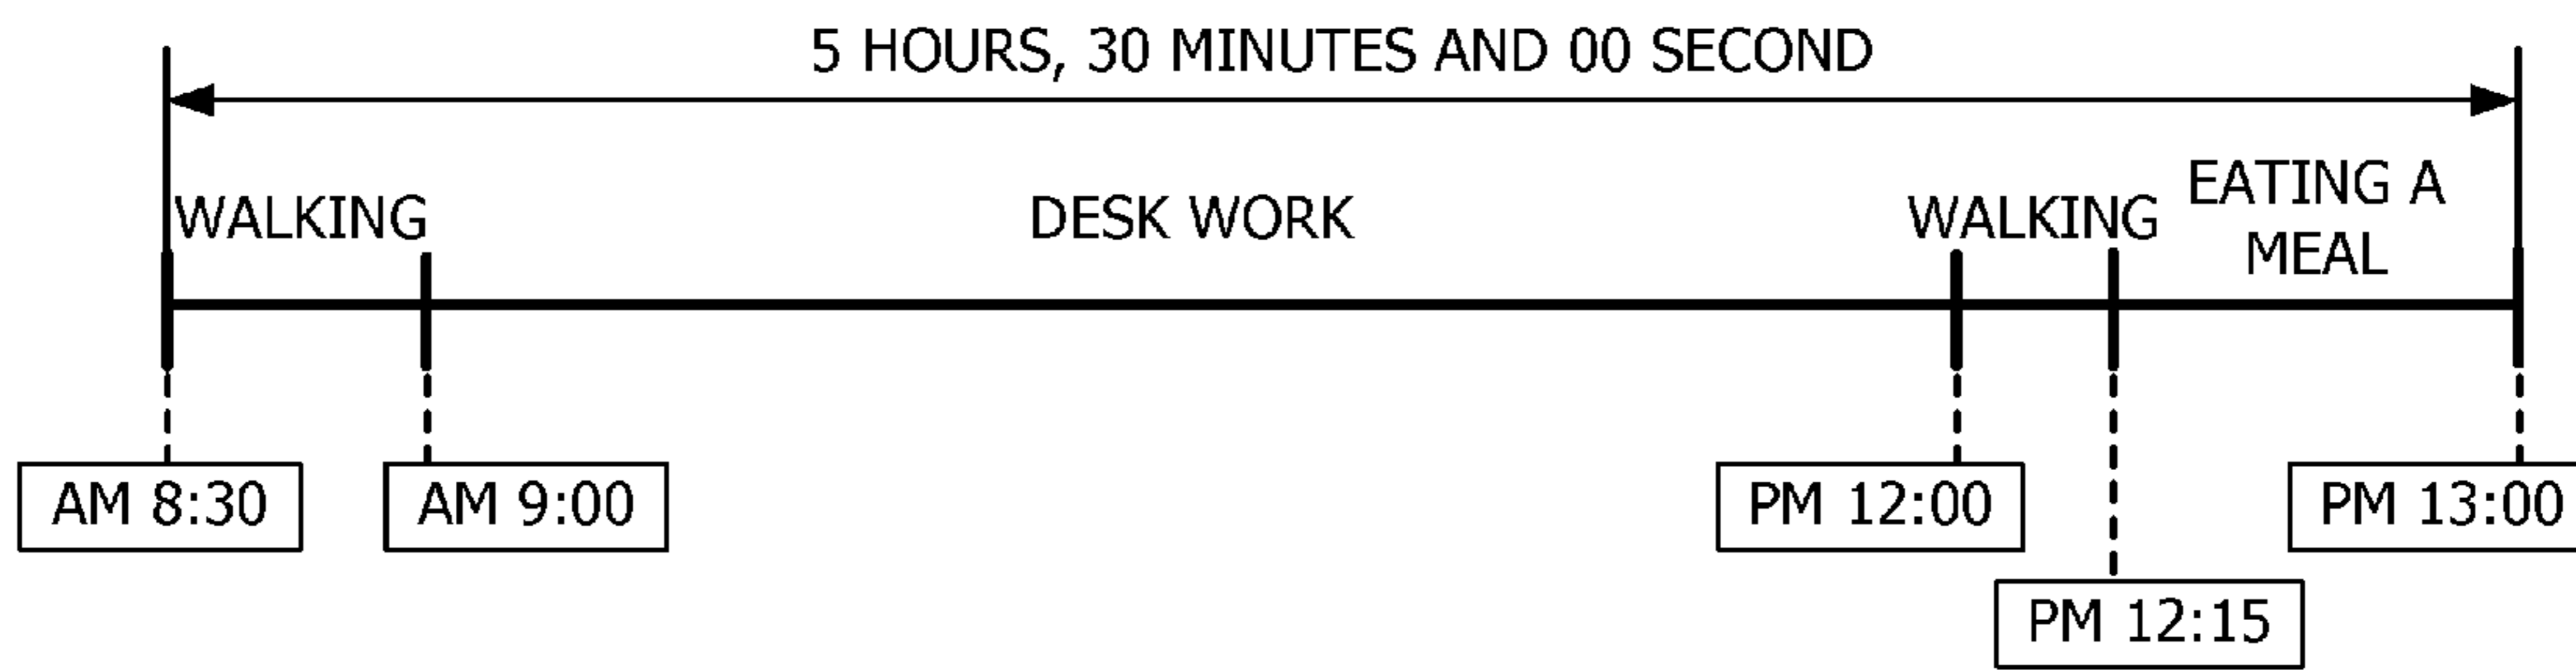 5 HOURS, 30 MINUTES AND 00 SECOND
WALKING
DESK WORK
WALKING
EATING A
MEAL
AM 8:30
AM 9:00
PM 12:00
PM 12:15
PM 13:00